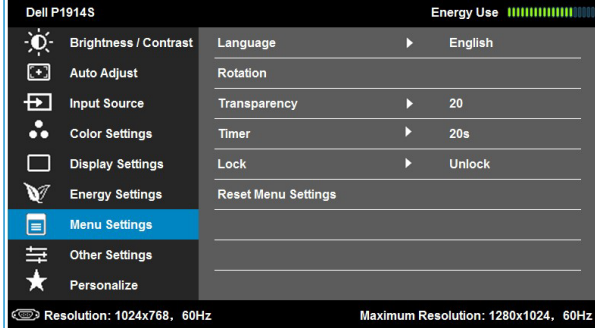 Dell P1914S Energy Use
Brightness / Contrast Language English
Auto Adjust Rotation
Input Source Transparency 20
Color Settings Timer 20s
Display Settings Lock Unlock
Energy Settings Reset Menu Settings
Menu Settings
Other Settings
Personalize
Resolution: 1024x768, 60Hz Maximum Resolution: 1280x1024, 60Hz